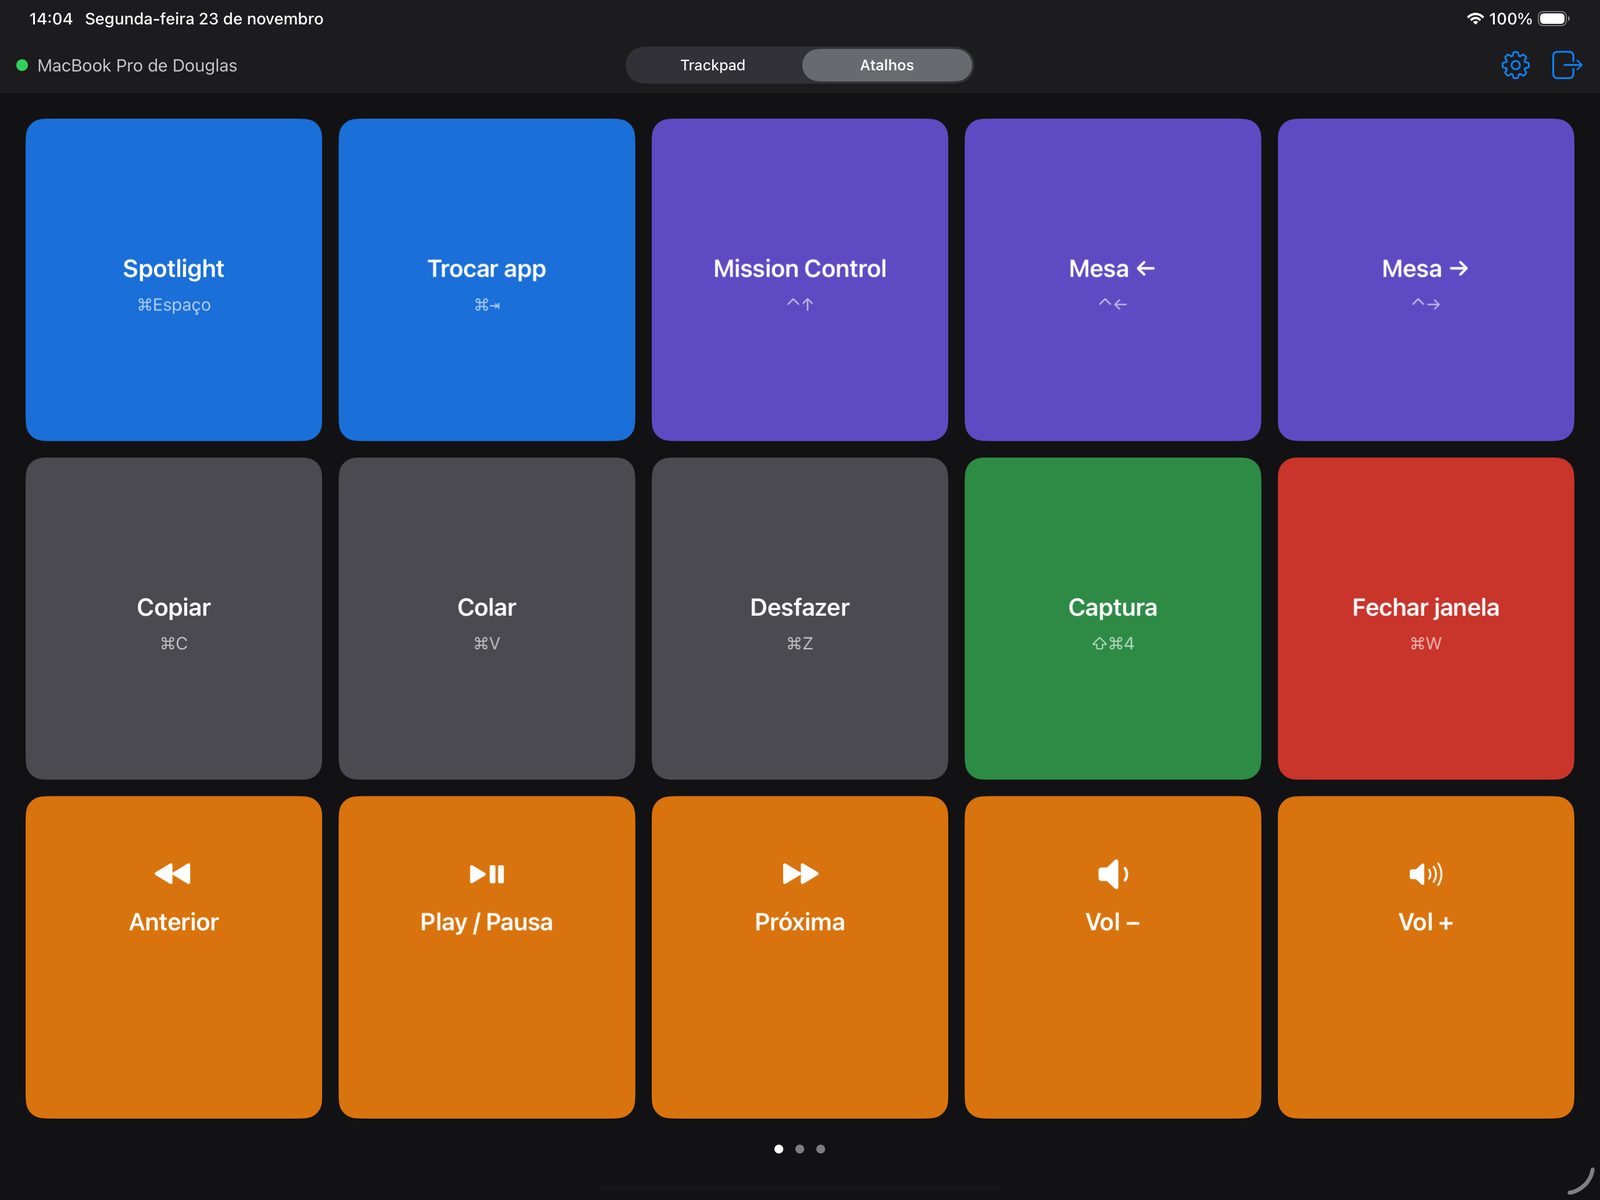 14:04 Segunda-feira 23 de novembro
100%
MacBook Pro de Douglas
Trackpad
Atalhos
Spotlight
⌘Espaço
Trocar app
⌘⇥
Mission Control
^↑
Mesa ←
^←
Mesa →
^→
Copiar
⌘C
Colar
⌘V
Desfazer
⌘Z
Captura
⇧⌘4
Fechar janela
⌘W
Anterior
Play / Pausa
Próxima
Vol –
Vol +